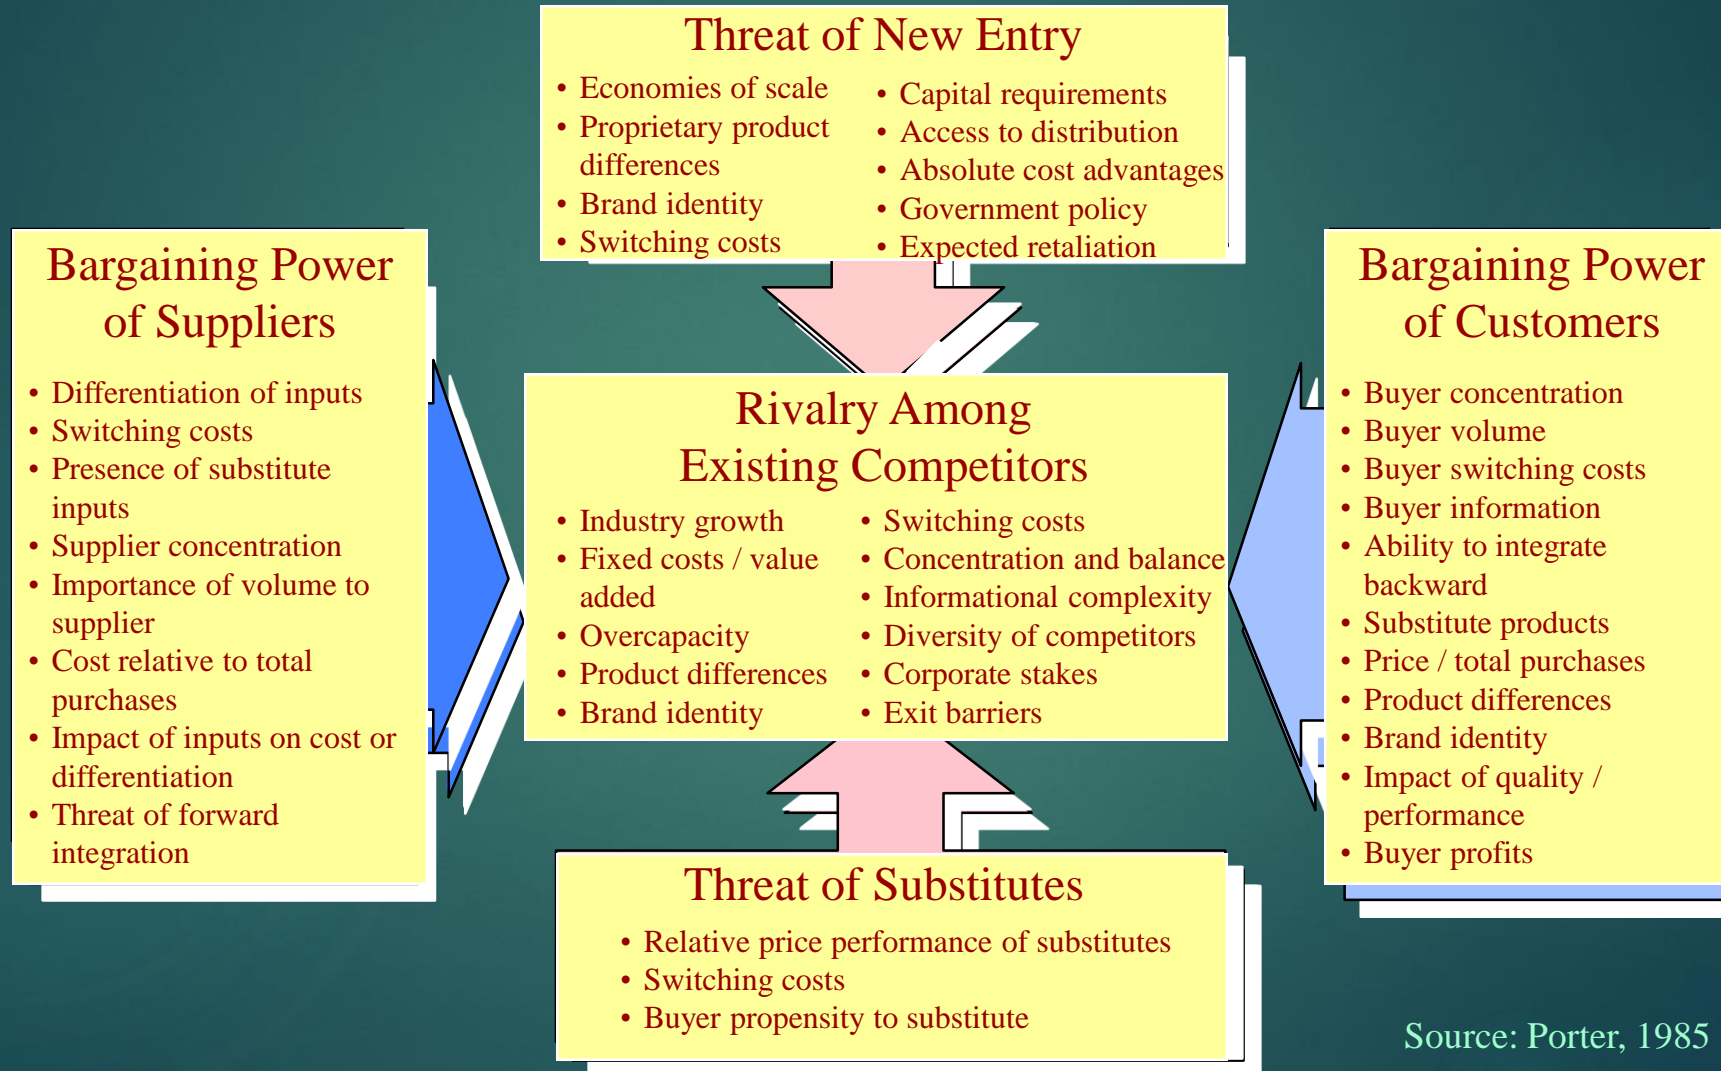 Threat of New Entry
• Economies of scale
• Proprietary product
differences
• Brand identity
• Switching costs
• Capital requirements
• Access to distribution
• Absolute cost advantages
• Government policy
• Expected retaliation
Bargaining Power
of Suppliers
• Differentiation of inputs
• Switching costs
• Presence of substitute
inputs
• Supplier concentration
• Importance of volume to
supplier
• Cost relative to total
purchases
• Impact of inputs on cost or
differentiation
• Threat of forward
integration
Rivalry Among
Existing Competitors
• Industry growth
• Fixed costs / value
added
• Overcapacity
• Product differences
• Brand identity
• Switching costs
• Concentration and balance
• Informational complexity
• Diversity of competitors
• Corporate stakes
• Exit barriers
Bargaining Power
of Customers
• Buyer concentration
• Buyer volume
• Buyer switching costs
• Buyer information
• Ability to integrate
backward
• Substitute products
• Price / total purchases
• Product differences
• Brand identity
• Impact of quality /
performance
• Buyer profits
Threat of Substitutes
• Relative price performance of substitutes
• Switching costs
• Buyer propensity to substitute
Source: Porter, 1985